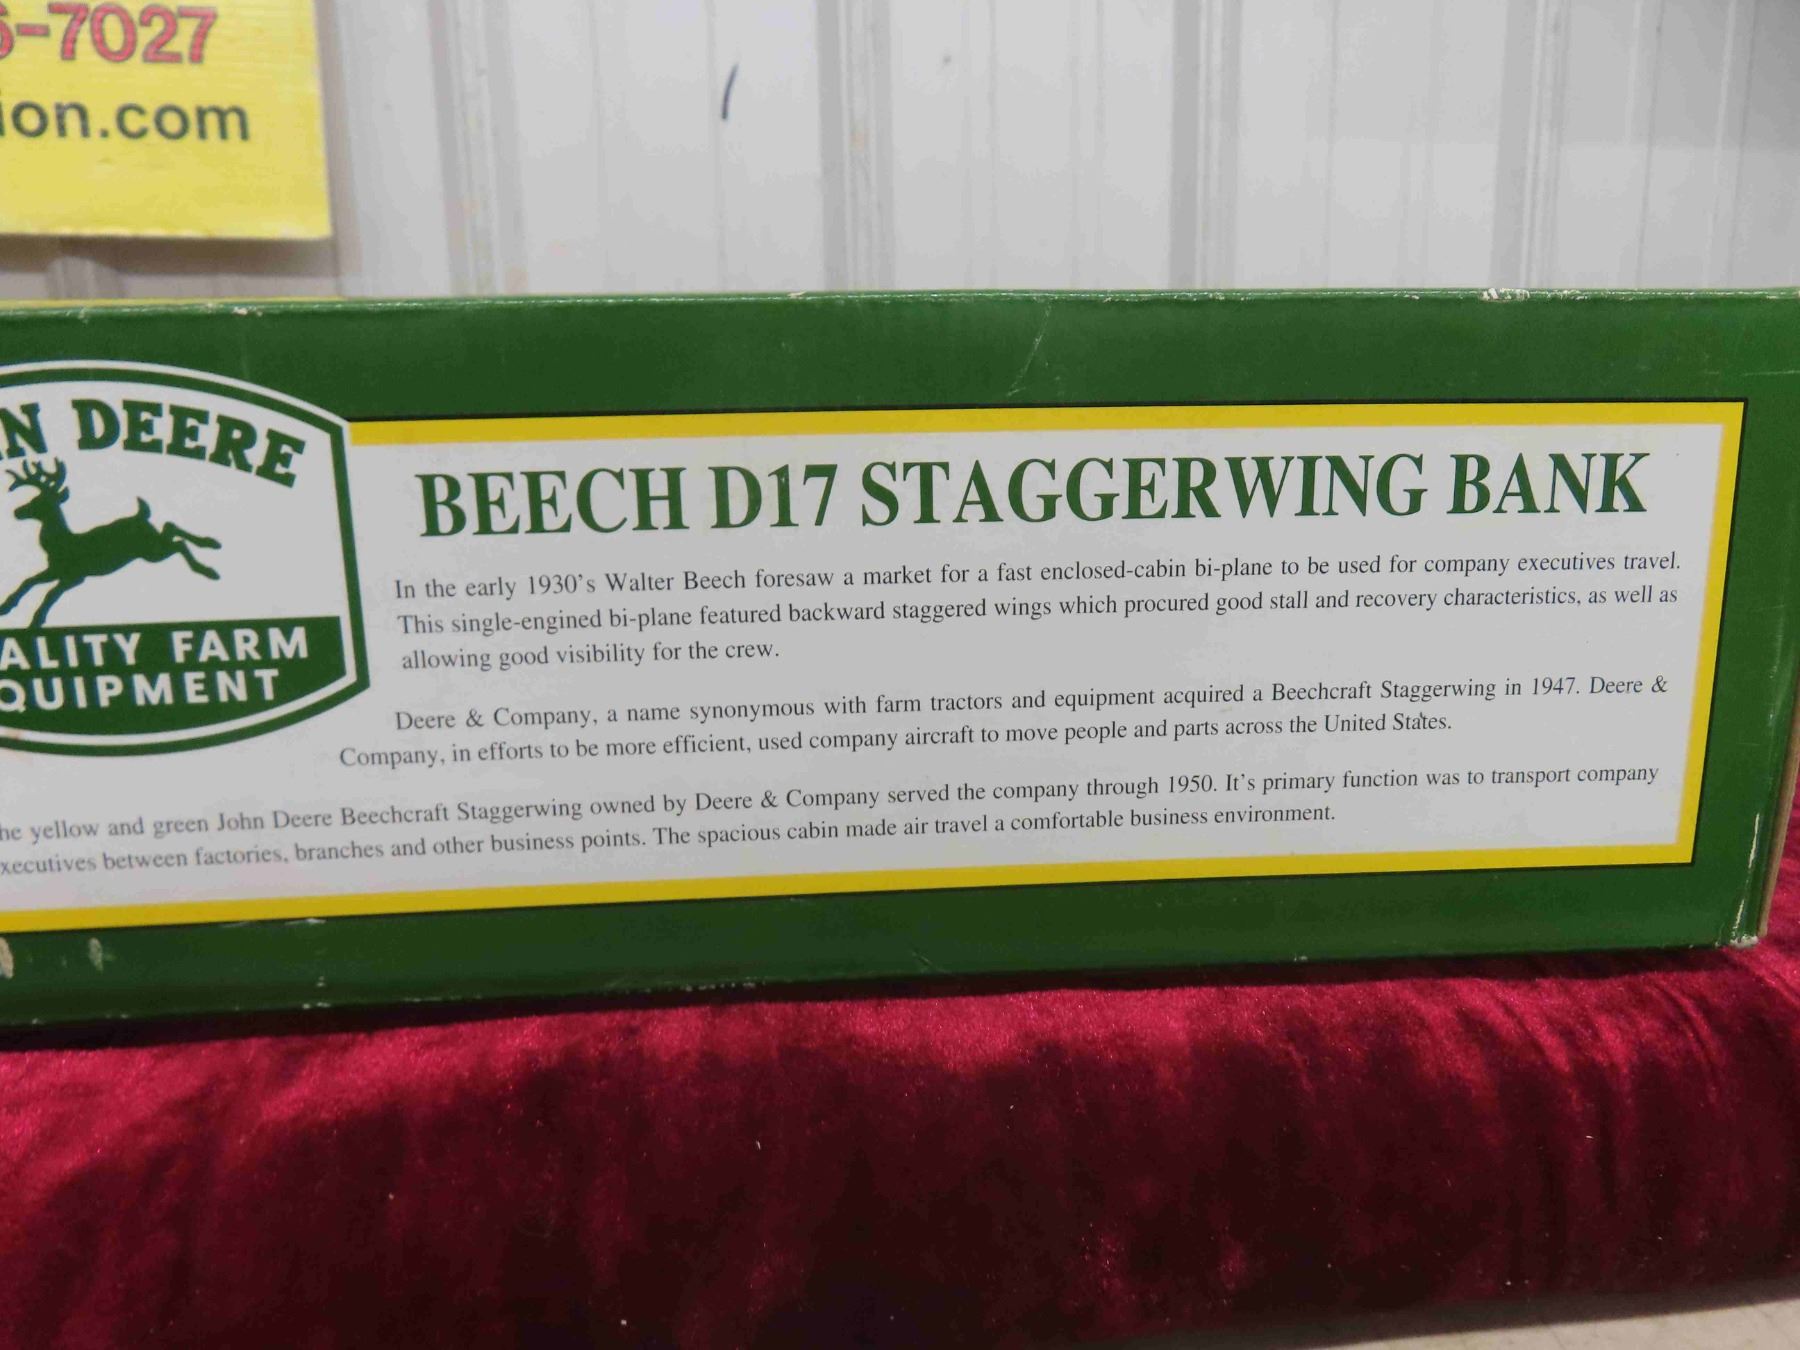 6-7027
ion.com
N DEERE
ALITY FARM
QUIPMENT
BEECH D17 STAGGERWING BANK
In the early 1930's Walter Beech foresaw a market for a fast enclosed-cabin bi-plane to be used for company executives travel.
This single-engined bi-plane featured backward staggered wings which procured good stall and recovery characteristics, as well as
allowing good visibility for the crew.
Deere & Company, a name synonymous with farm tractors and equipment acquired a Beechcraft Staggerwing in 1947. Deere &
Company, in efforts to be more efficient, used company aircraft to move people and parts across the United States.
he yellow and green John Deere Beechcraft Staggerwing owned by Deere & Company served the company through 1950. It's primary function was to transport company
xecutives between factories, branches and other business points. The spacious cabin made air travel a comfortable business environment.